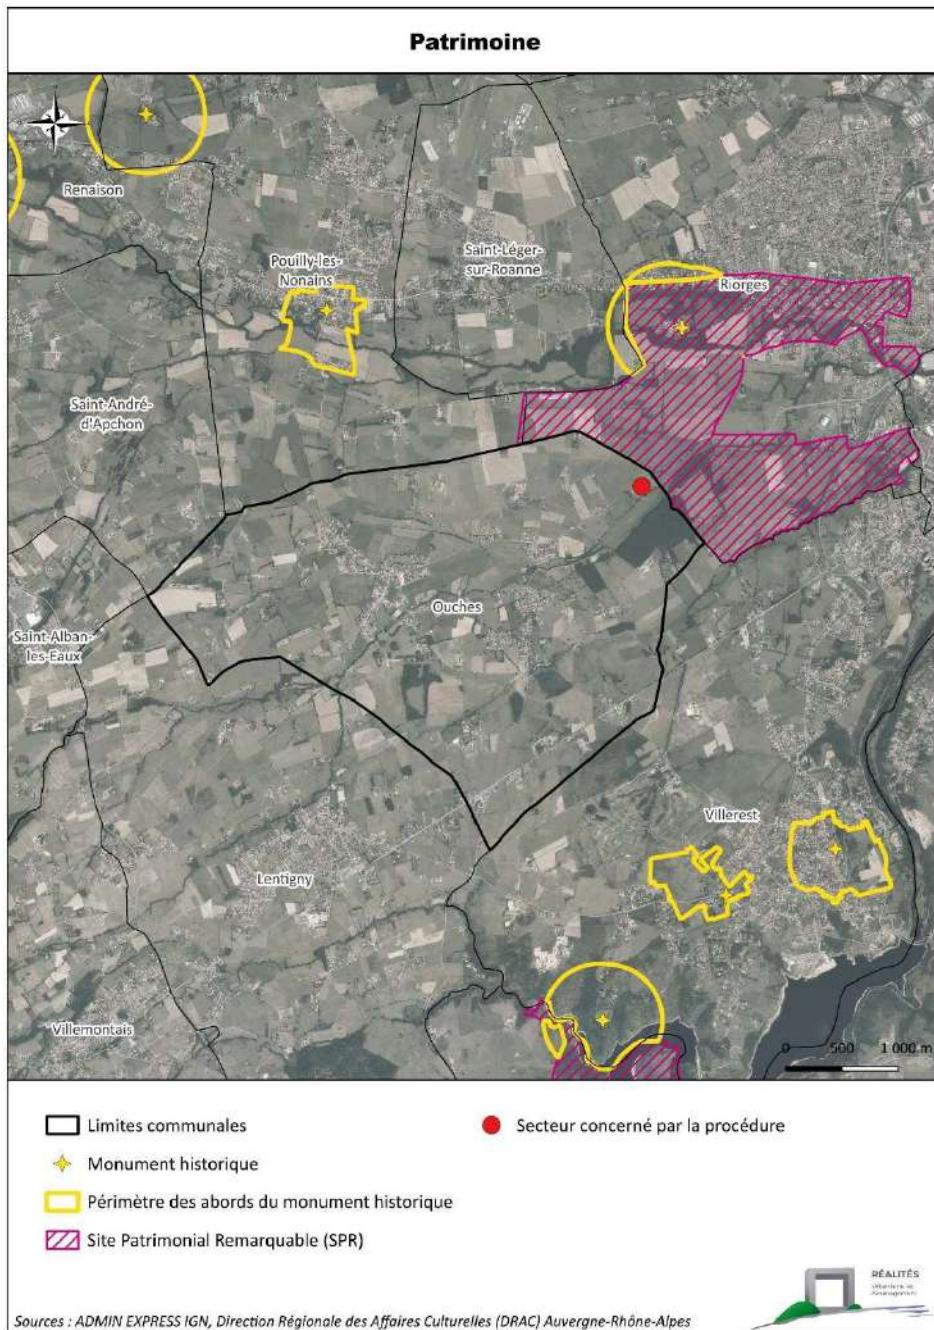 Patrimoine
Renaison
Pouilly-les-
Nonains
Saint-Léger-
sur-Roanne
Riorges
Saint-André-
d'Apchon
Ouches
Saint-Alban-
les-Eaux
Villerest
Lentigny
Villemontais
0 500 1 000 m
Limites communales
Secteur concerné par la procédure
Monument historique
Périmètre des abords du monument historique
Site Patrimonial Remarquable (SPR)
RÉALITÉS
Urbanisme et
Aménagement
Sources : ADMIN EXPRESS IGN, Direction Régionale des Affaires Culturelles (DRAC) Auvergne-Rhône-Alpes